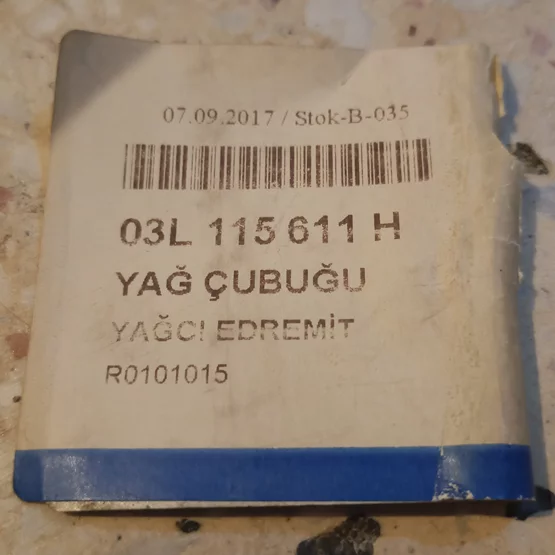 07.09.2017 / Stok-B-035
03L 115 611 H
YAĞ ÇUBUĞU
YAĞCI EDREMİT
R0101015